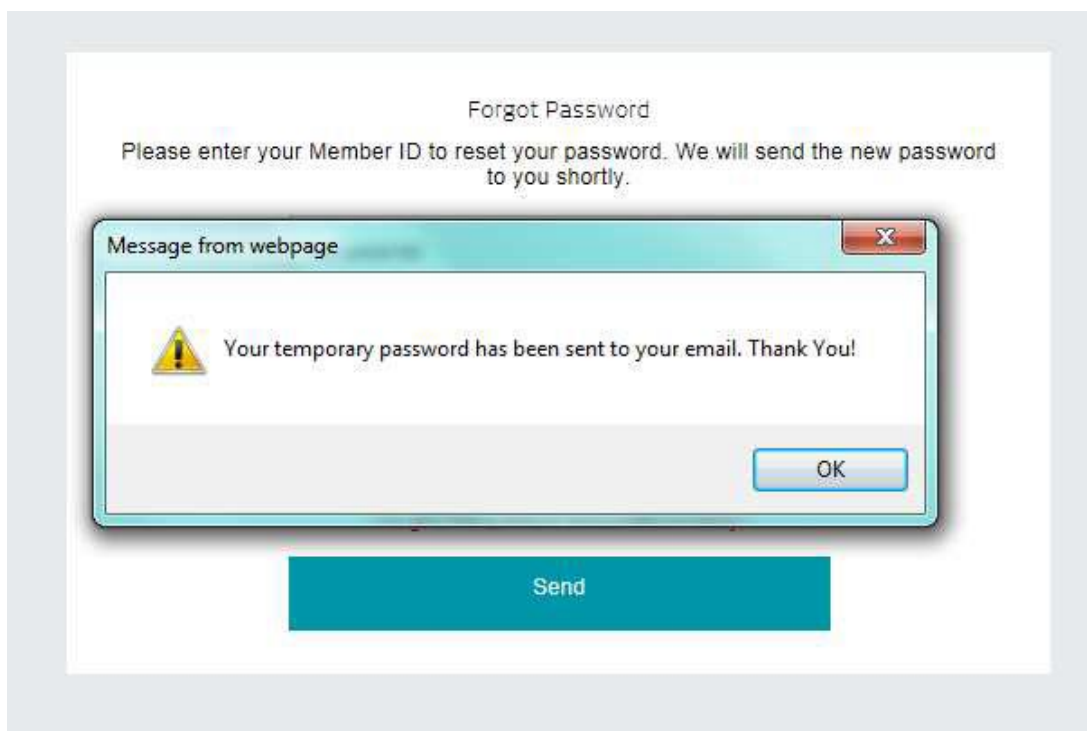 Forgot Password
Please enter your Member ID to reset your password. We will send the new password
to you shortly.
Message from webpage
Your temporary password has been sent to your email. Thank You!
OK
Send